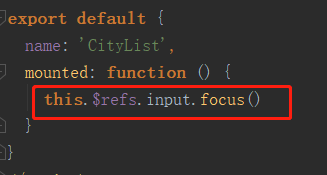 export default {
name: 'CityList',
mounted: function () {
this.$refs.input.focus()
}
}